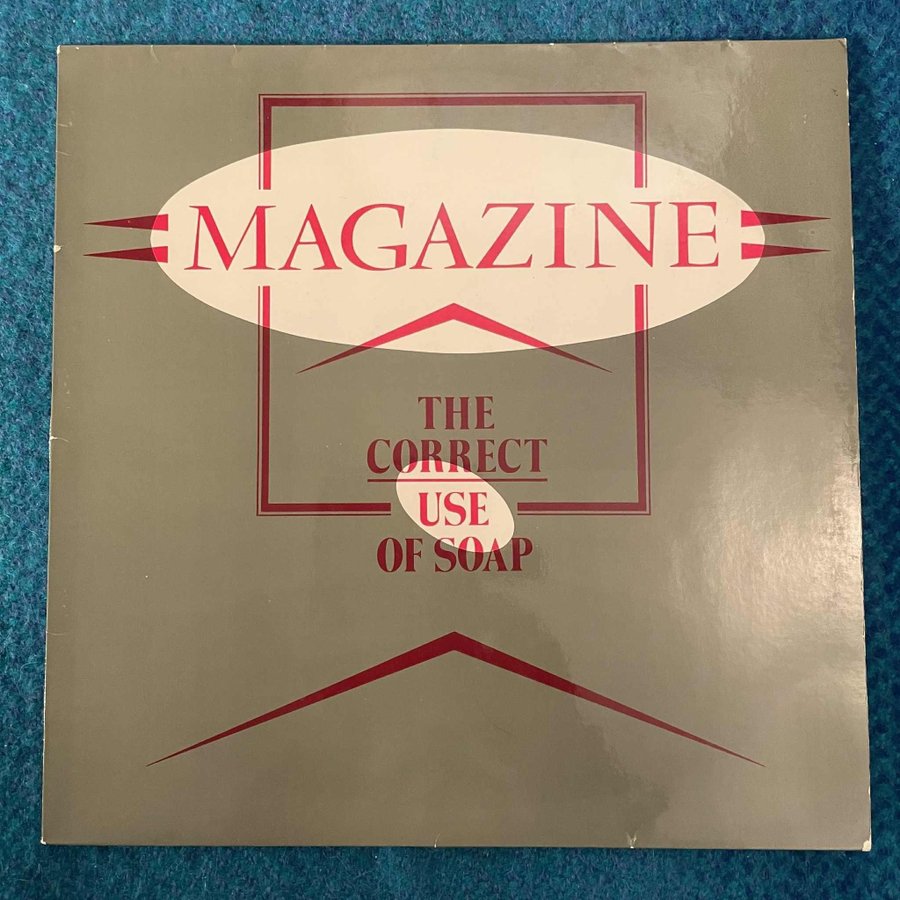 MAGAZINE
THE
CORRECT
USE
OF SOAP